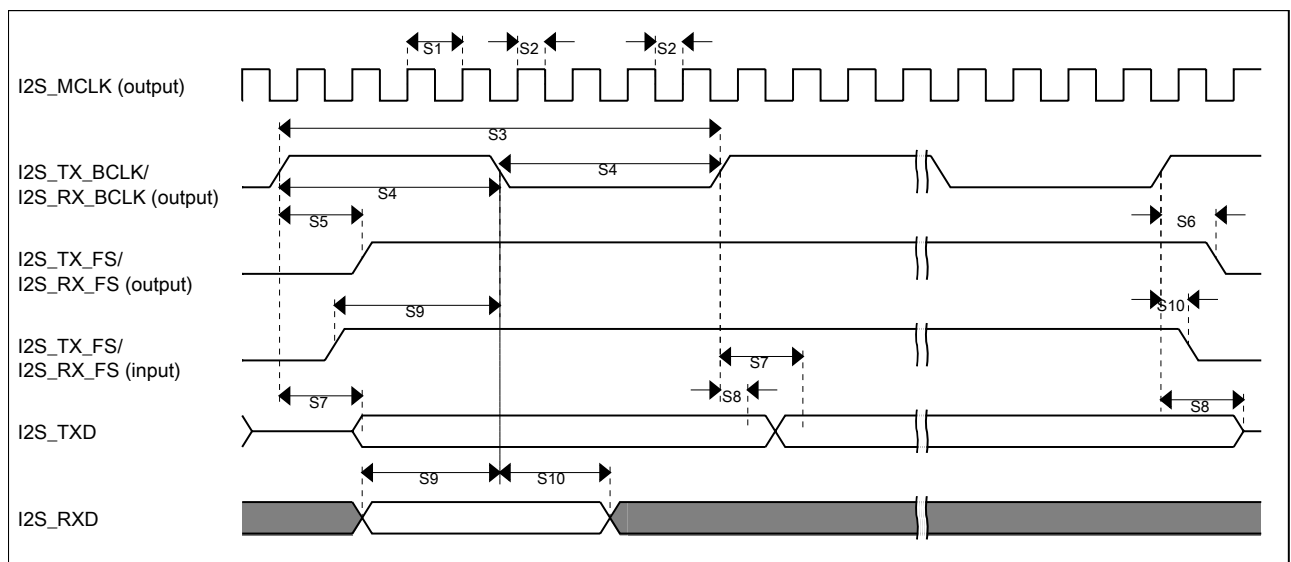 S1
S2
S2
I2S_MCLK (output)
S3
I2S_TX_BCLK/
I2S_RX_BCLK (output)
S4
S4
S5
S6
I2S_TX_FS/
I2S_RX_FS (output)
S9
S10
I2S_TX_FS/
I2S_RX_FS (input)
S7
S7
S8
S8
I2S_TXD
S9
S10
I2S_RXD